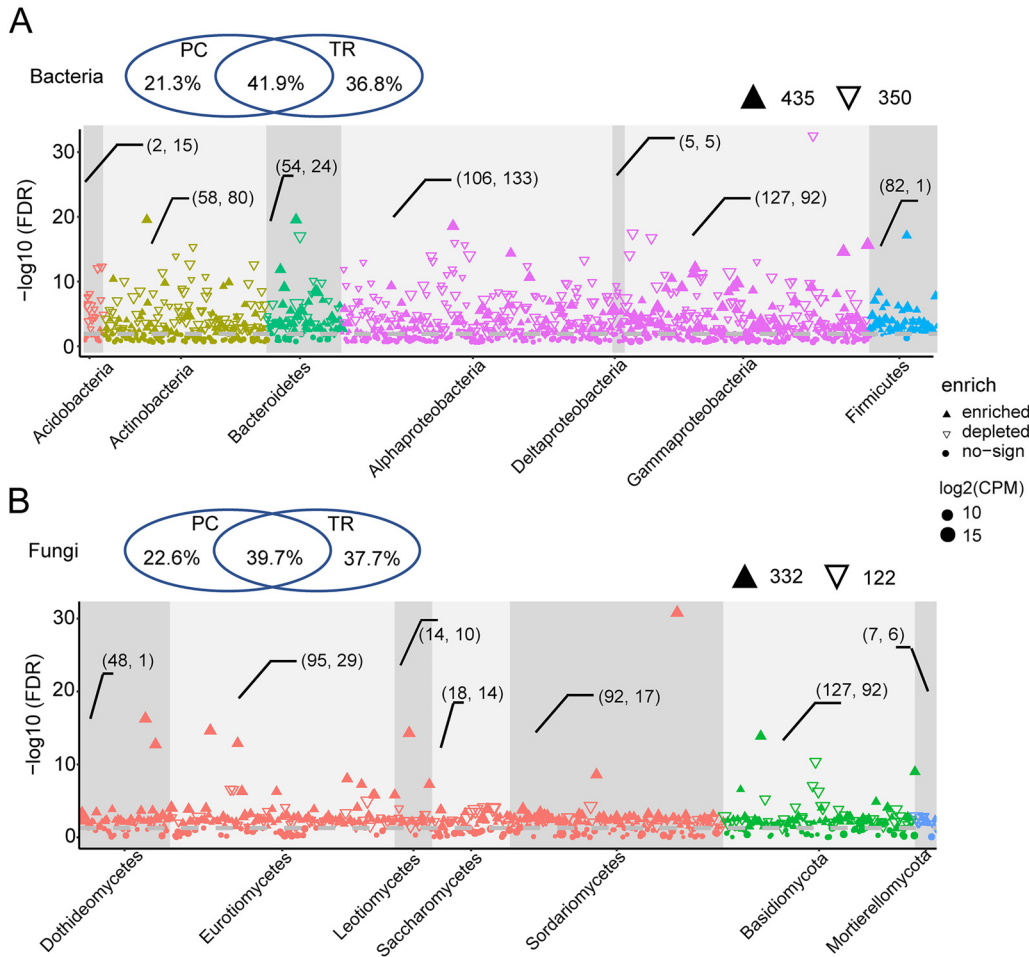 A
PC TR
Bacteria 21.3% 41.9% 36.8%
435 350
−log10 (FDR)
30
20
10
0
(2, 15)
(58, 80)
(54, 24)
(106, 133)
(5, 5)
(127, 92)
(82, 1)
Acidobacteria
Actinobacteria
Bacteroidetes
Alphaproteobacteria
Deltaproteobacteria
Gammaproteobacteria
Firmicutes
enrich
enriched
depleted
no−sign
log2(CPM)
10
15
B
PC TR
Fungi 22.6% 39.7% 37.7%
332 122
−log10 (FDR)
30
20
10
0
(48, 1)
(95, 29)
(14, 10)
(18, 14)
(92, 17)
(127, 92)
(7, 6)
Dothideomycetes
Eurotiomycetes
Leotiomycetes
Saccharomycetes
Sordariomycetes
Basidiomycota
Mortierellomycota